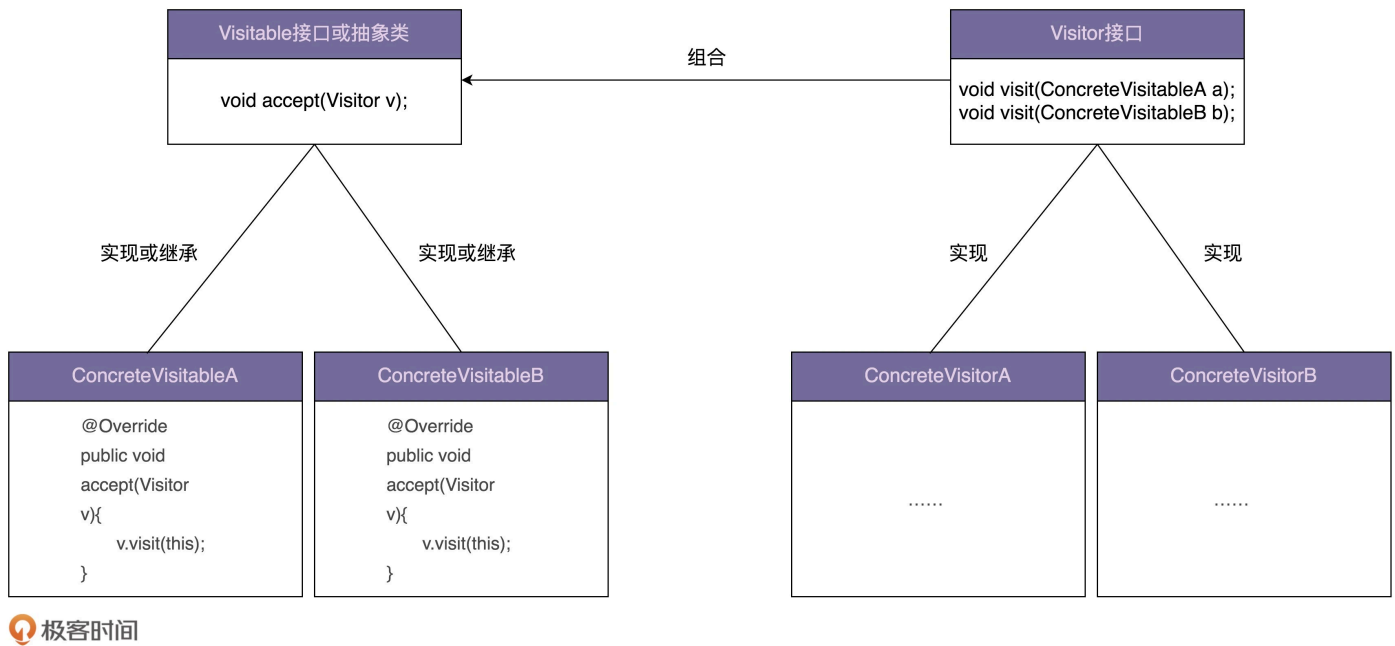 Visitable接口或抽象类
void accept(Visitor v);
组合
Visitor接口
void visit(ConcreteVisitableA a);
void visit(ConcreteVisitableB b);
实现或继承
实现或继承
实现
实现
ConcreteVisitableA
@Override
public void
accept(Visitor
v){
v.visit(this);
}
ConcreteVisitableB
@Override
public void
accept(Visitor
v){
v.visit(this);
}
ConcreteVisitorA
......
ConcreteVisitorB
......
极客时间